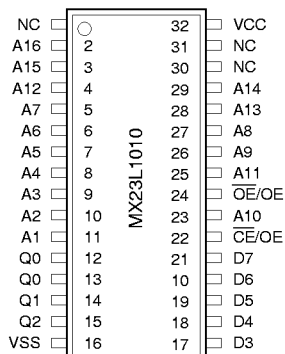 NC 32 VCC
A16 2 31 NC
A15 3 30 NC
A12 4 29 A14
A7 5 28 A13
A6 6 27 A8
A5 7 26 A9
A4 8 25 A11
A3 9 24 O̅E̅/OE
A2 10 23 A10
A1 11 22 C̅E̅/OE
Q0 12 21 D7
Q0 13 10 D6
Q1 14 19 D5
Q2 15 18 D4
VSS 16 17 D3
MX23L1010